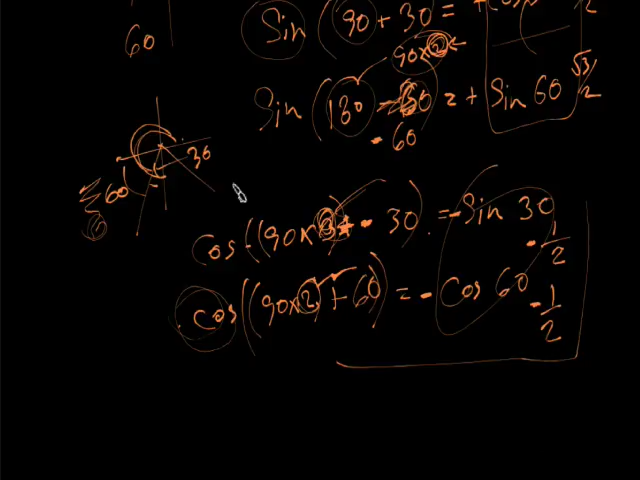 Sin (90 + 30 =
60
90×2
Sin (180 - 60 = + Sin 60 √3/2
- 60
30
60
Cos ((90×3 - 30) = - Sin 30
- 1/2
Cos ((90×2) + 60) = - Cos 60
- 1/2